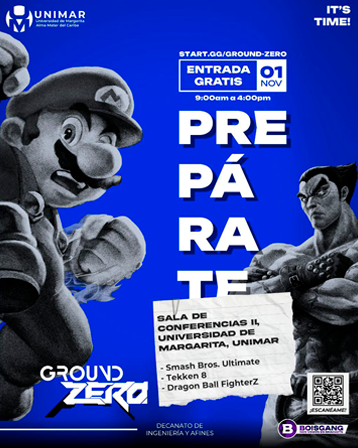 UNIMAR
Universidad de Margarita
Alma Mater del Caribe
IT'S
TIME!
START.GG/GROUND-ZERO
ENTRADA
GRATIS
01
NOV
9:00am a 4:00pm
PRE
PÁ
RA
TE
SALA DE
CONFERENCIAS II,
UNIVERSIDAD DE
MARGARITA, UNIMAR
- Smash Bros. Ultimate
- Tekken 8
- Dragon Ball FighterZ
GROUND
ZERO
DECANATO DE
INGENIERÍA Y AFINES
¡ESCANÉAME!
BOISGANG